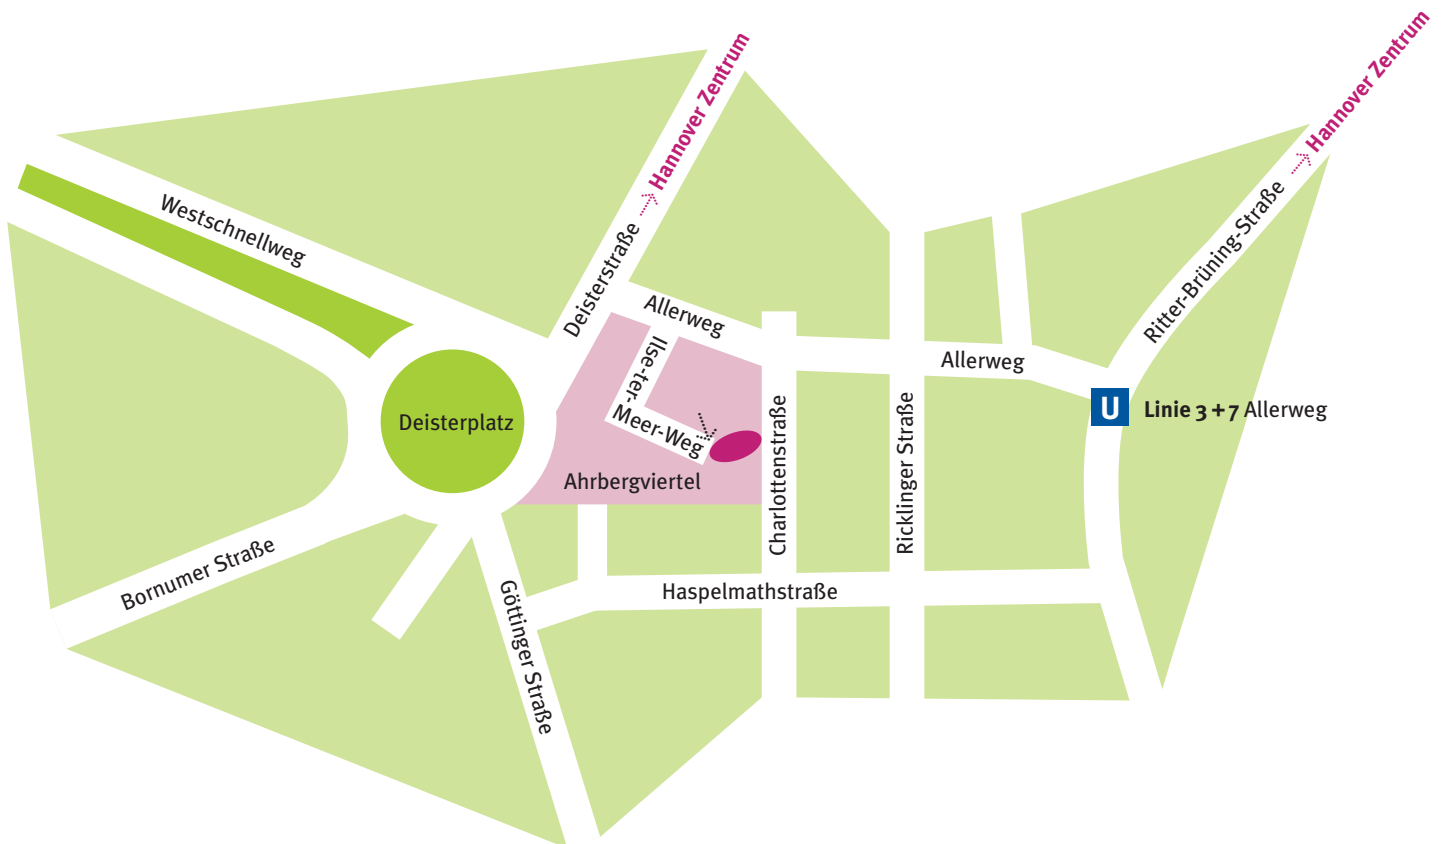 Hannover Zentrum
Hannover Zentrum
Westschnellweg
Deisterstraße
Ritter-Brüning-Straße
Allerweg
Ilse-ter-
Meer-Weg
Allerweg
Deisterplatz
U
Linie 3 + 7 Allerweg
Charlottenstraße
Ricklinger Straße
Ahrbergviertel
Bornumer Straße
Göttinger Straße
Haspelmathstraße